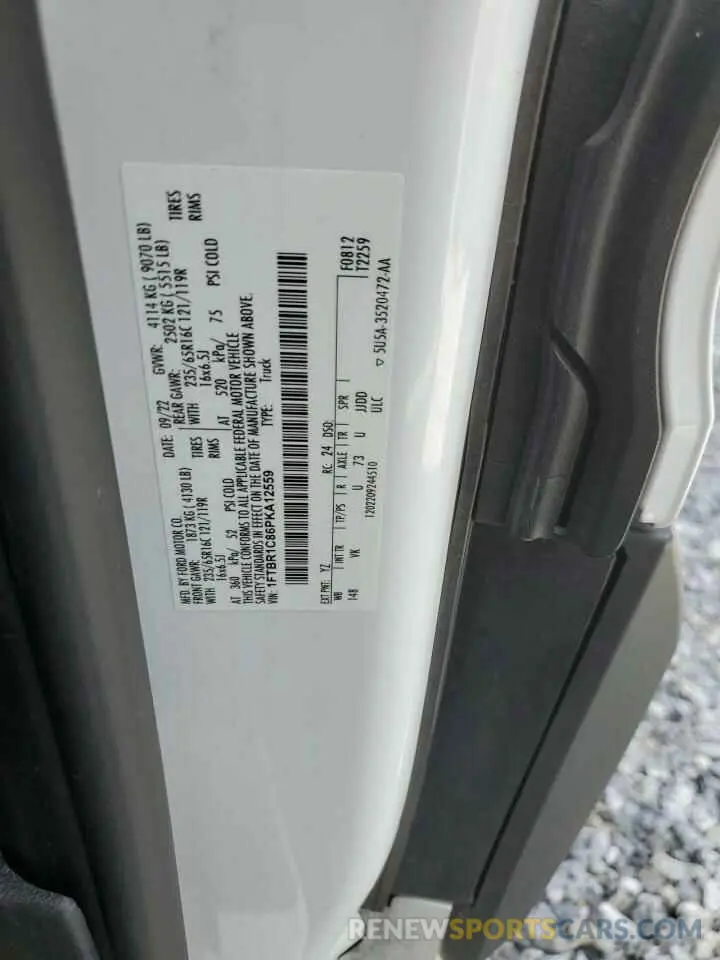 MFD. BY FORD MOTOR CO.
DATE: 09/22 GVWR: 4114 KG ( 9070 LB)
FRONT GAWR: 1873 KG ( 4130 LB) REAR GAWR: 2502 KG ( 5515 LB)
WITH 235/65R16C 121/119R TIRES WITH 235/65R16C 121/119R TIRES
16x6.5J RIMS 16x6.5J RIMS
AT 360 kPa/ 52 PSI COLD AT 520 kPa/ 75 PSI COLD
THIS VEHICLE CONFORMS TO ALL APPLICABLE FEDERAL MOTOR VEHICLE
SAFETY STANDARDS IN EFFECT ON THE DATE OF MANUFACTURE SHOWN ABOVE.
VIN: 1FTBR1C86PKA12559 TYPE: Truck
F0812
T2259
EXT PNT: YZ RC: 24 DSO:
WB INT TR TP/PS R AXLE TR SPR
148 VK U 73 U JJDD
1202209244510 ULC
▽ 5U5A-3520472-AA
RENEWSPORTSCARS.COM